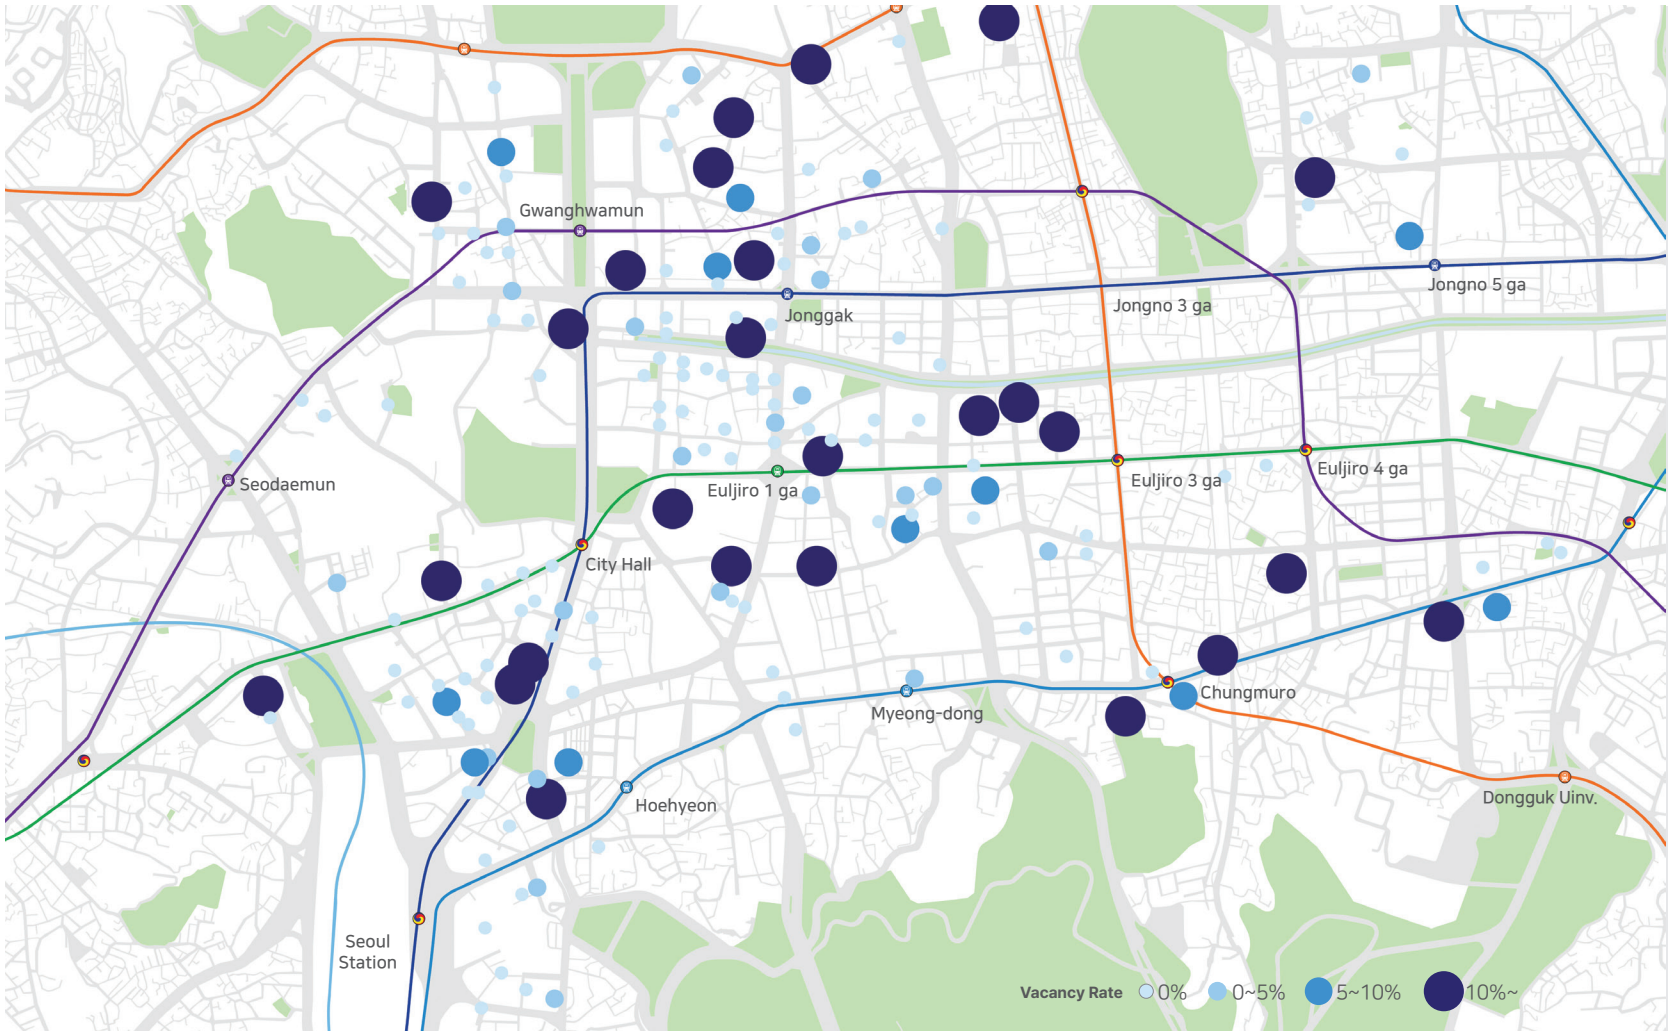 Gwanghwamun
Jongno 5 ga
Jongno 3 ga
Jonggak
Seodaemun
Euljiro 1 ga
Euljiro 3 ga
Euljiro 4 ga
City Hall
Chungmuro
Myeong-dong
Hoehyeon
Dongguk Uinv.
Seoul
Station
Vacancy Rate 0% 0~5% 5~10% 10%~